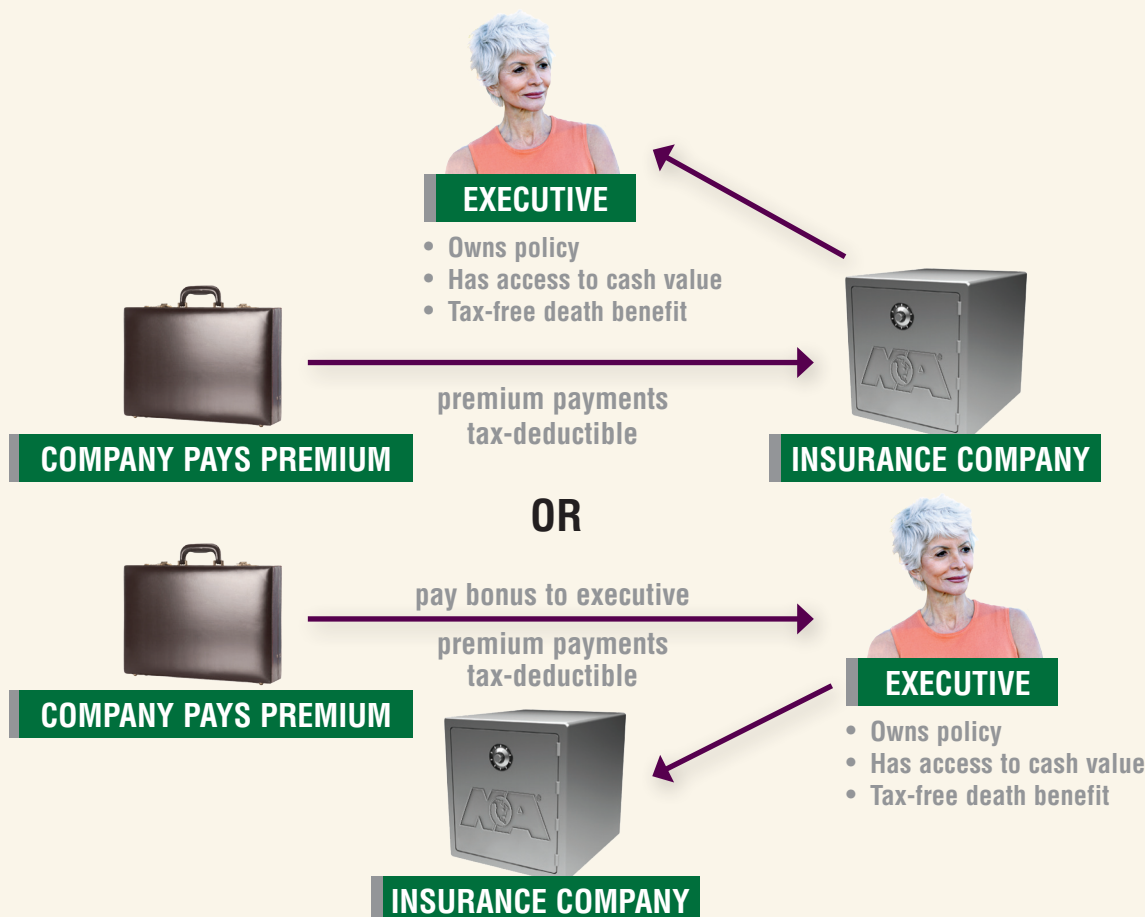 EXECUTIVE
• Owns policy
• Has access to cash value
• Tax-free death benefit
premium payments
tax-deductible
COMPANY PAYS PREMIUM
INSURANCE COMPANY
OR
pay bonus to executive
premium payments
tax-deductible
COMPANY PAYS PREMIUM
EXECUTIVE
• Owns policy
• Has access to cash value
• Tax-free death benefit
INSURANCE COMPANY